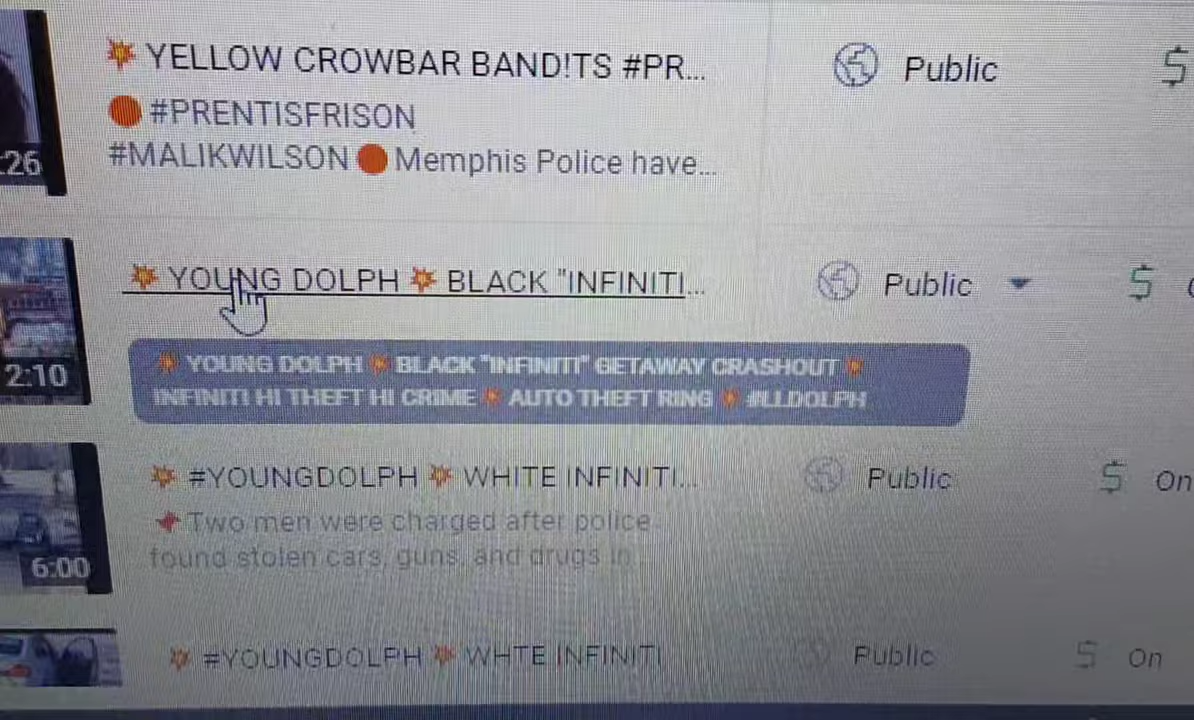 YELLOW CROWBAR BAND!TS #PR...
Public
$
#PRENTISFRISON
:26
#MALIKWILSON Memphis Police have...
YOUNG DOLPH BLACK "INFINITI...
Public
$
2:10
YOUNG DOLPH BLACK "INFINITI" GETAWAY CRASHOUT
INFINITI HI THEFT HI CRIME AUTO THEFT RING #LLDOLPH
#YOUNGDOLPH WHITE INFINITI...
Public
$ On
Two men were charged after police
found stolen cars, guns, and drugs in
6:00
#YOUNGDOLPH WHTE INFINITI
Public
$ On